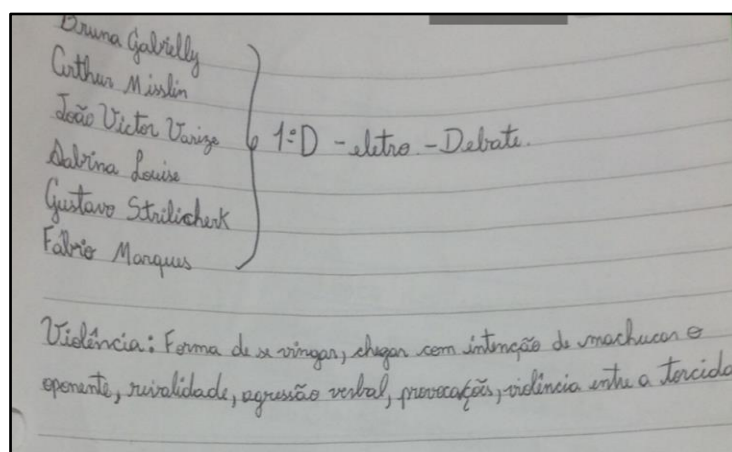 Bruna Gabrielly
Arthur Misslin
João Victor Varize
Sabrina Louise
Gustavo Strilicherk
Fábrio Marques
1ºD - eletro - Debate.
Violência: Forma de se vingar, chegar com intenção de machucar o
oponente, rivalidade, agressão verbal, provocações, violência entre a torcida